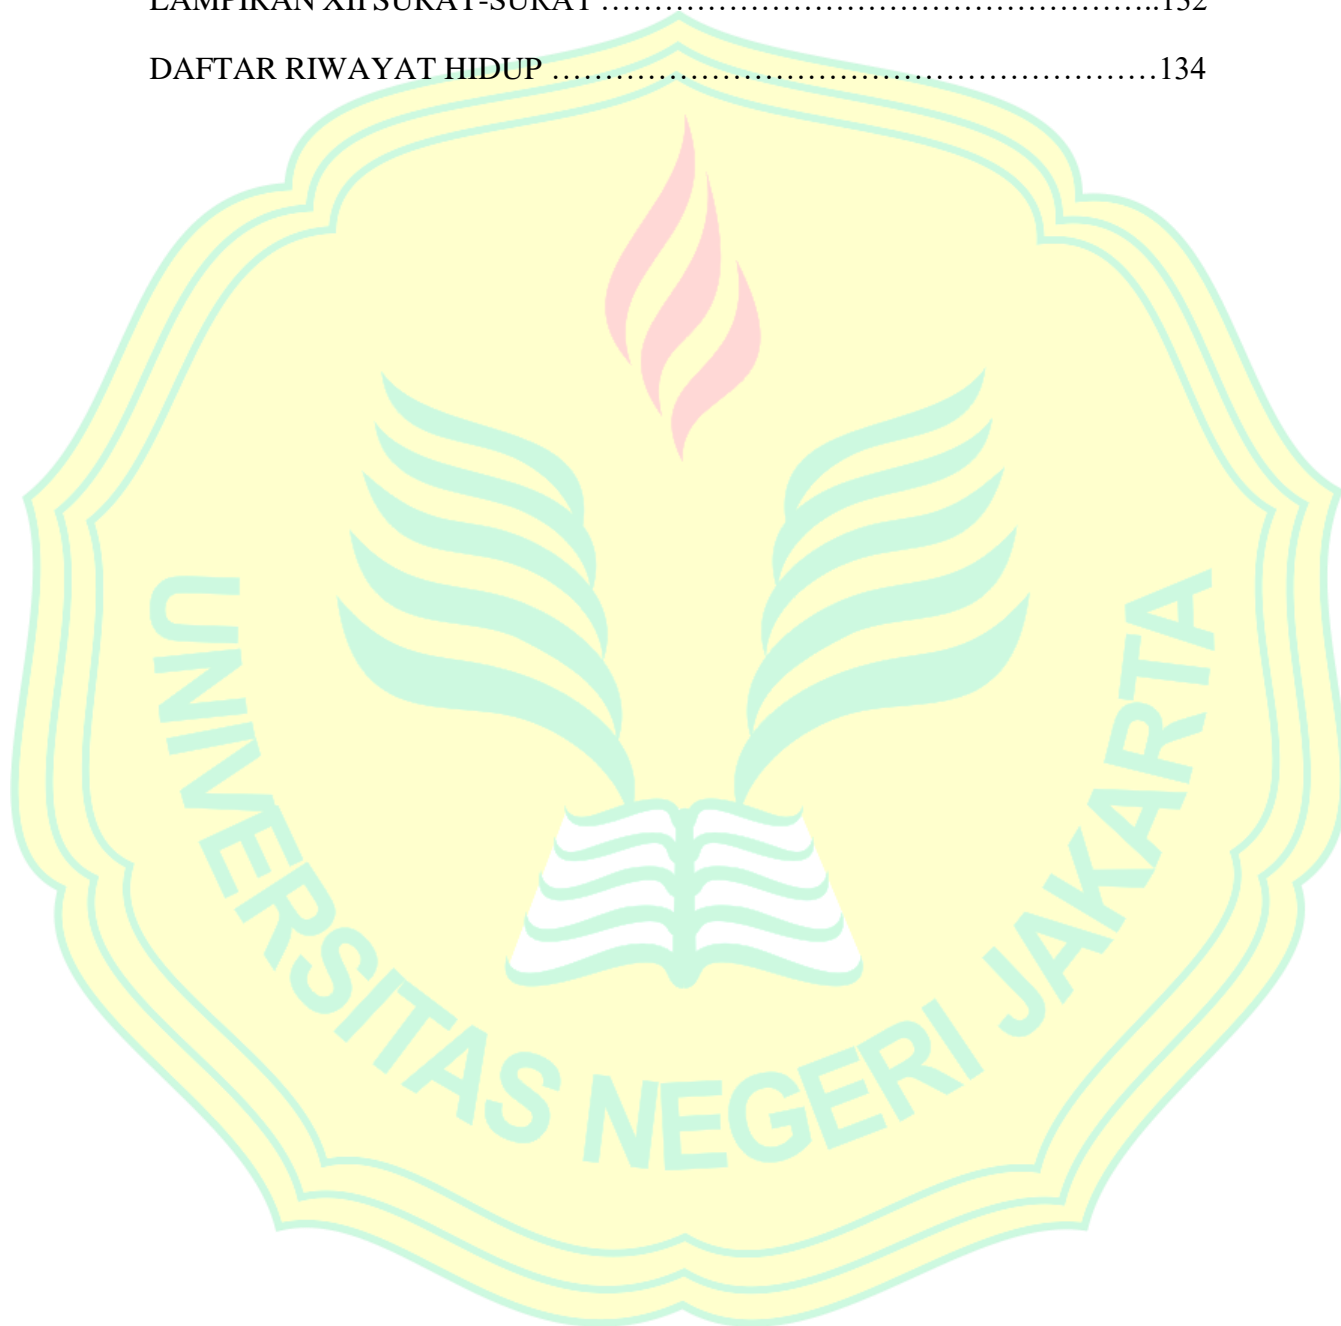 LAMPIRAN XII SURAT-SURAT ……………………………………………..132
DAFTAR RIWAYAT HIDUP ………………………………………………….134
UNIVERSITAS NEGERI JAKARTA